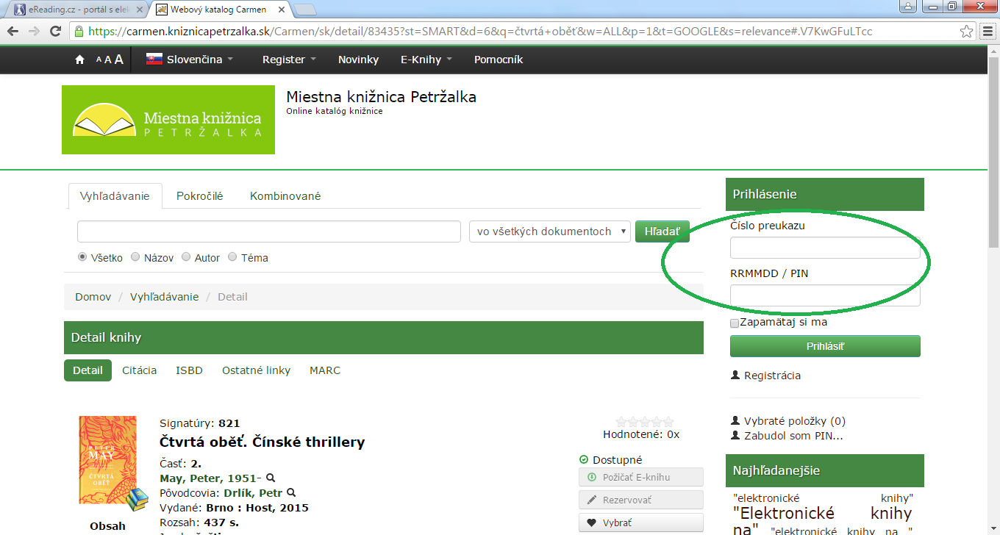 eReading.cz - portál s elek
Webový katalog Carmen
https://carmen.kniznicapetrzalka.sk/Carmen/sk/detail/83435?st=SMART&d=6&q=čtvrtá+oběť&w=ALL&p=1&t=GOOGLE&s=relevance#.V7KwGFuLTcc
A A A Slovenčina Register Novinky E-Knihy Pomocník
Miestna knižnica
PETRŽALKA
Miestna knižnica Petržalka
Online katalóg knižnice
Vyhľadávanie Pokročilé Kombinované
vo všetkých dokumentoch Hľadať
Všetko Názov Autor Téma
Domov / Vyhľadávanie / Detail
Detail knihy
Detail Citácia ISBD Ostatné linky MARC
PETER
MAY
ČTVRTÁ
OBĚŤ
Obsah
Signatúry: 821
Čtvrtá oběť. Čínské thrillery
Časť: 2.
May, Peter, 1951-
Pôvodcovia: Drlík, Petr
Vydané: Brno : Host, 2015
Rozsah: 437 s.
Hodnotené: 0x
Dostupné
Požičať E-knihu
Rezervovať
Vybrať
Prihlásenie
Číslo preukazu
RRMMDD / PIN
Zapamätaj si ma
Prihlásiť
Registrácia
Vybraté položky (0)
Zabudol som PIN...
Najhľadanejšie
"elektronické knihy"
"Elektronické knihy
na" "elektronické knihy na "